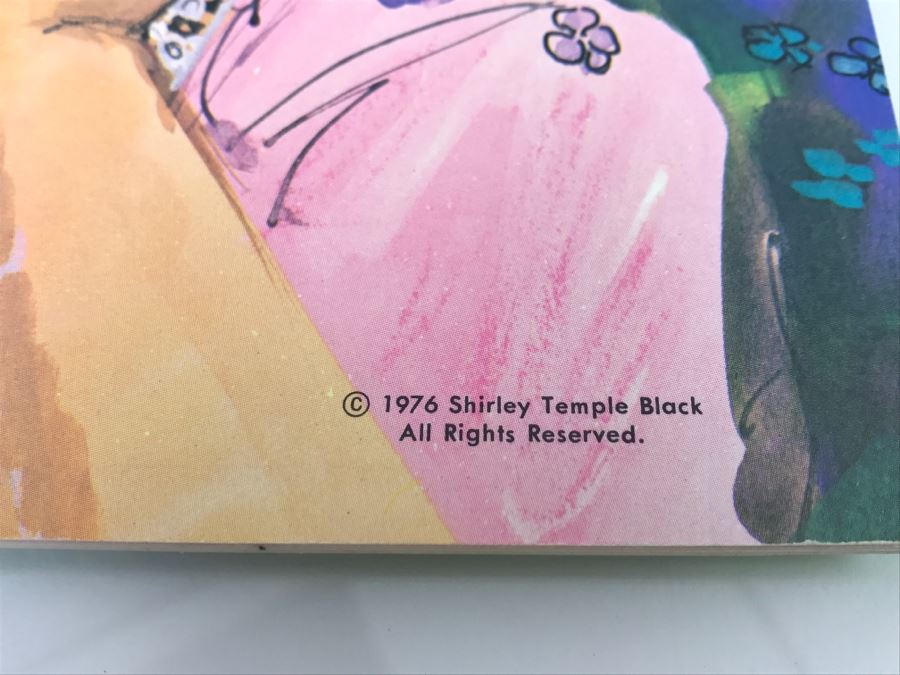 © 1976 Shirley Temple Black
All Rights Reserved.